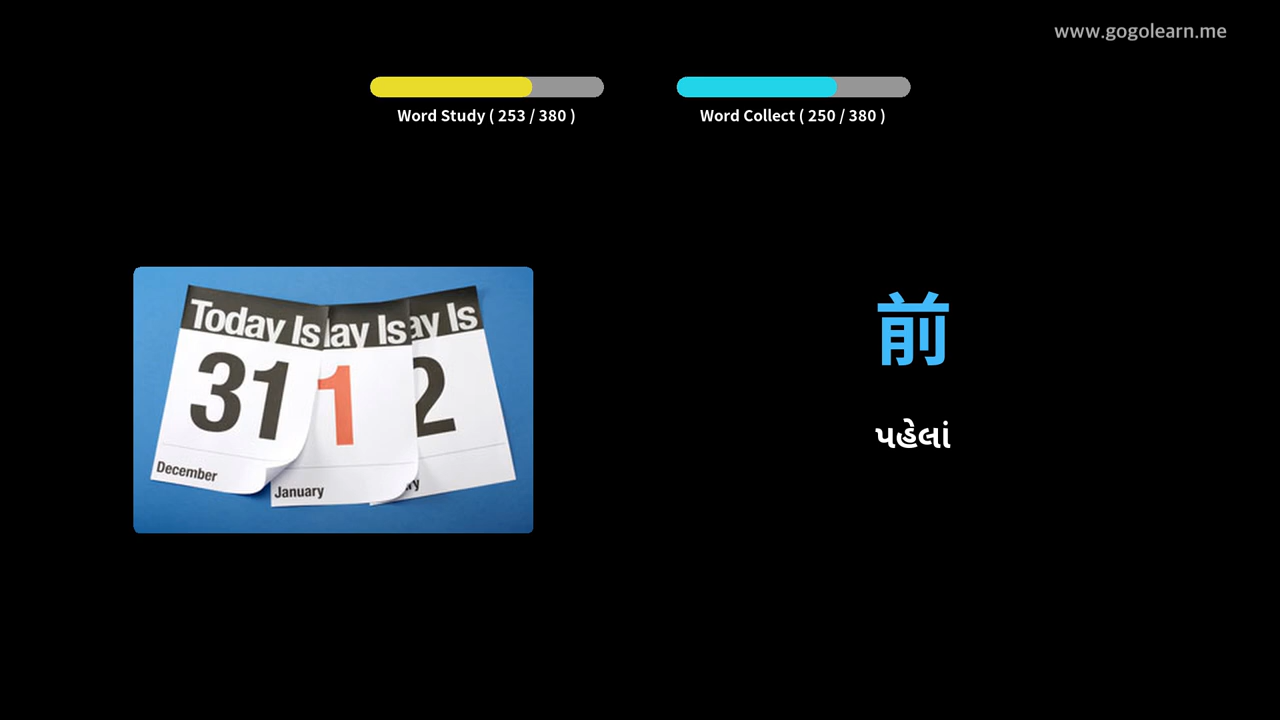 www.gogolearn.me
Word Study ( 253 / 380 )
Word Collect ( 250 / 380 )
Today Is
31
December
ay Is
1
January
ay Is
2
ry
前
પહેલાં